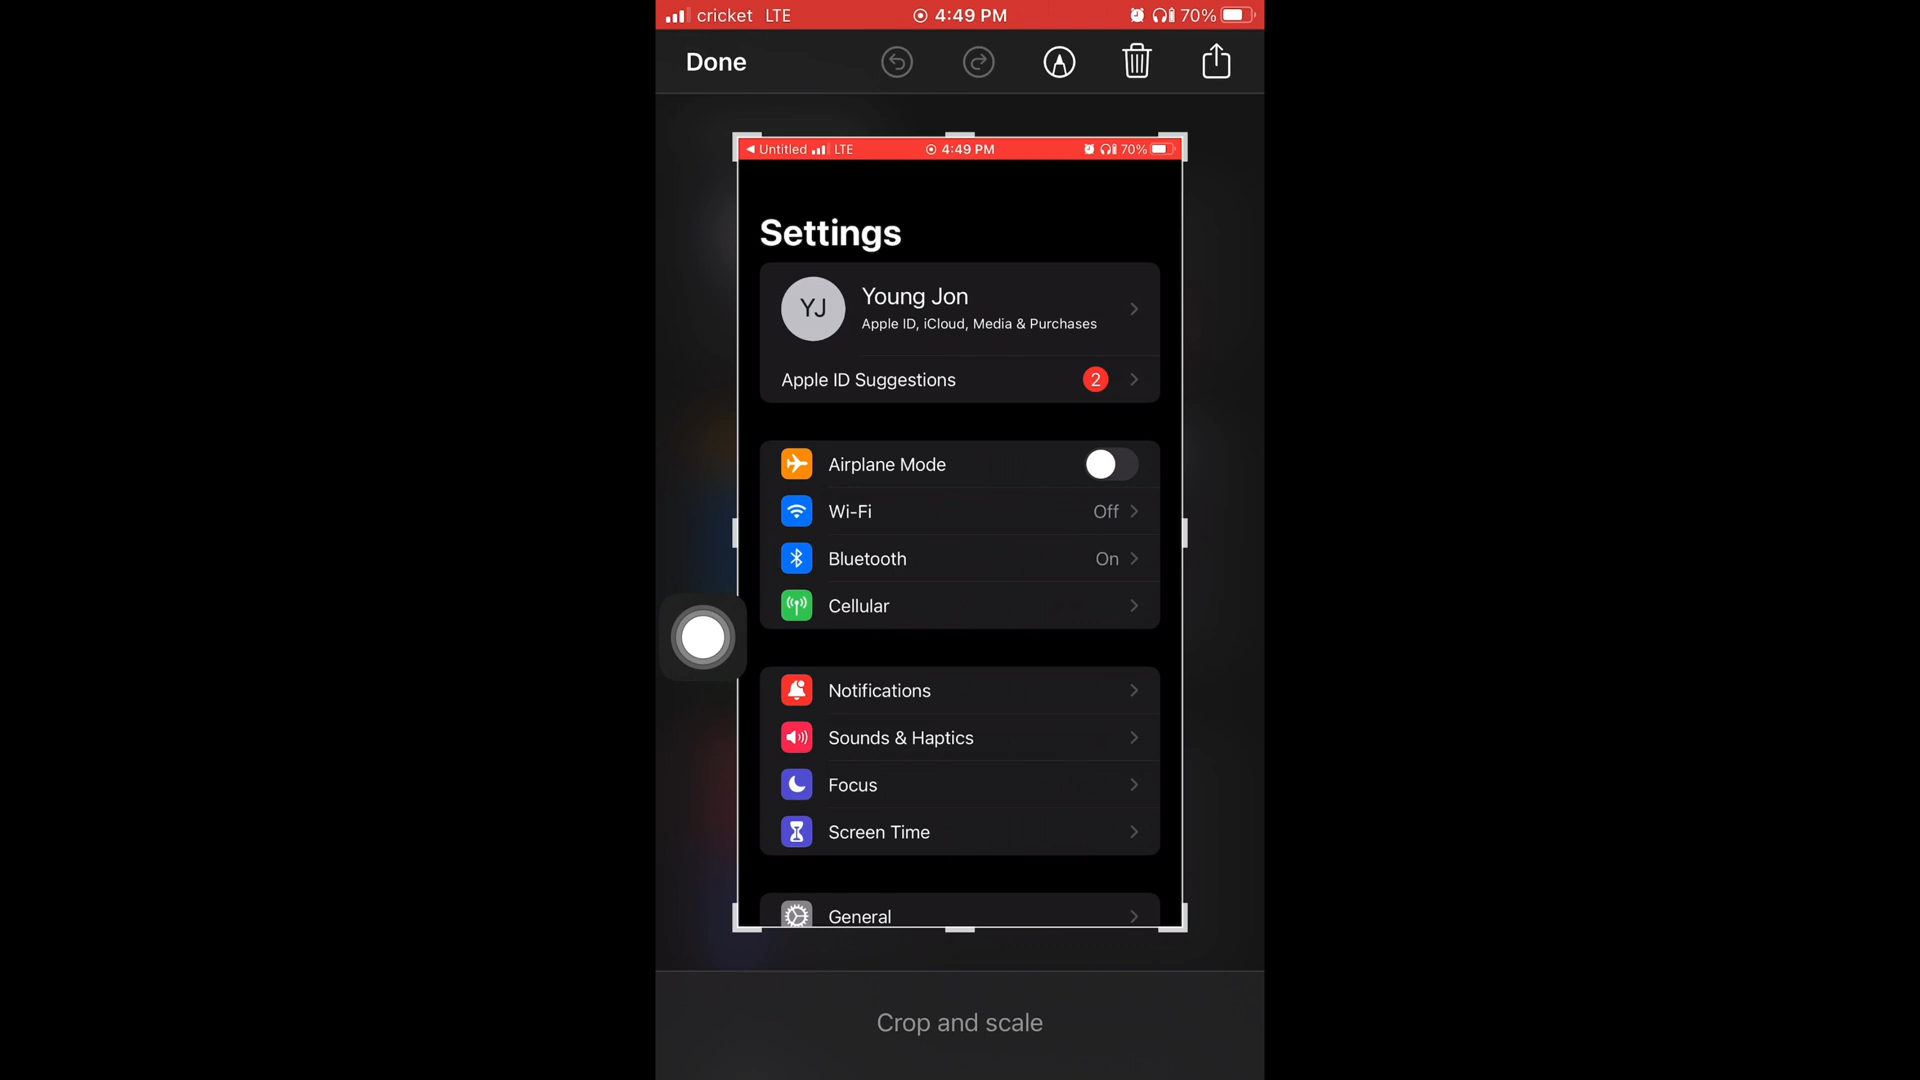 cricket LTE 4:49 PM 70%
Done
Untitled LTE 4:49 PM 70%
Settings
YJ
Young Jon
Apple ID, iCloud, Media & Purchases
Apple ID Suggestions 2
Airplane Mode
Wi-Fi Off
Bluetooth On
Cellular
Notifications
Sounds & Haptics
Focus
Screen Time
General
Crop and scale